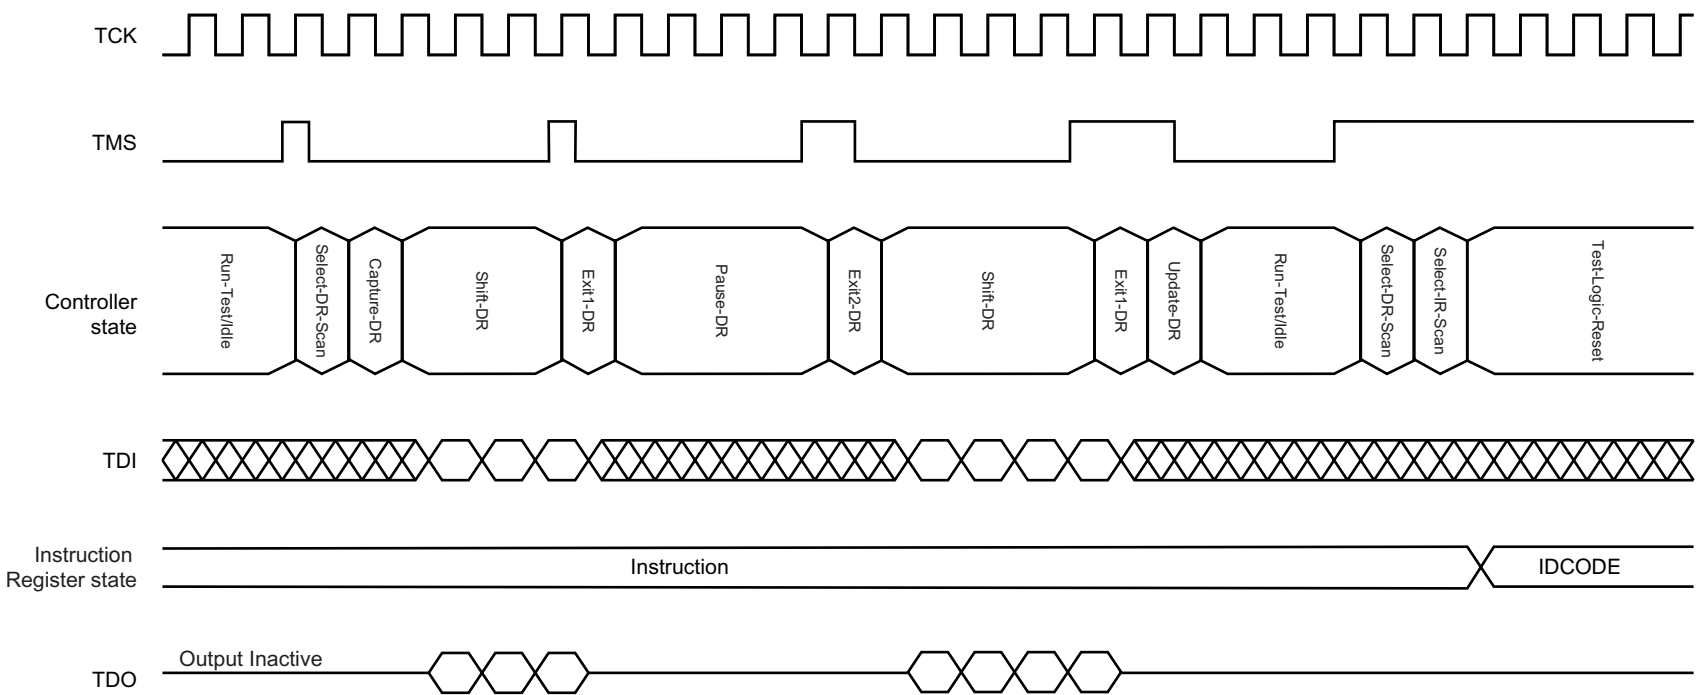 TCK
TMS
Controller
state
Run-Test/Idle
Select-DR-Scan
Capture-DR
Shift-DR
Exit1-DR
Pause-DR
Exit2-DR
Shift-DR
Exit1-DR
Update-DR
Run-Test/Idle
Select-DR-Scan
Select-IR-Scan
Test-Logic-Reset
TDI
Instruction
Register state
Instruction
IDCODE
Output Inactive
TDO